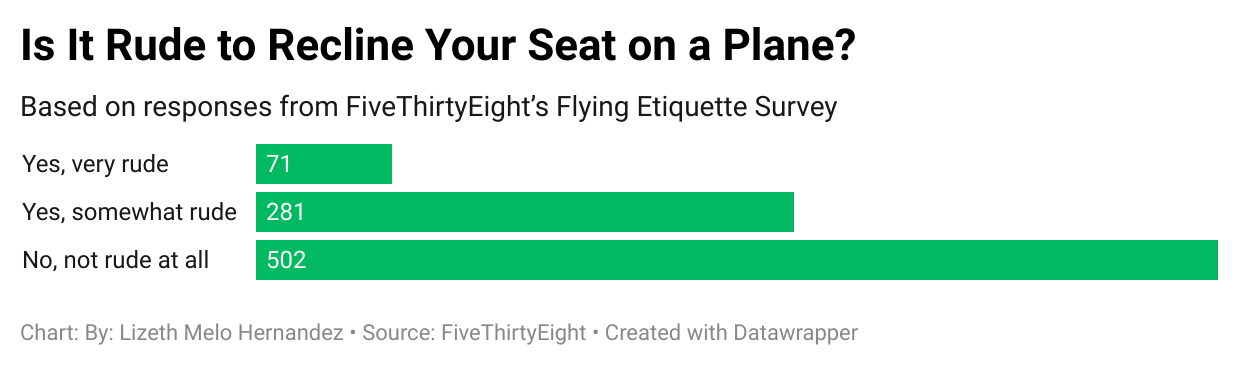 Is It Rude to Recline Your Seat on a Plane?
Based on responses from FiveThirtyEight’s Flying Etiquette Survey
Yes, very rude 71
Yes, somewhat rude 281
No, not rude at all 502
Chart: By: Lizeth Melo Hernandez • Source: FiveThirtyEight • Created with Datawrapper